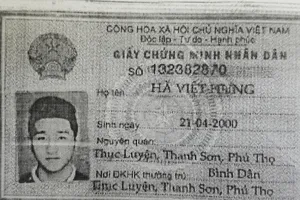 CỘNG HÒA XÃ HỘI CHỦ NGHĨA VIỆT NAM
Độc lập - Tự do - Hạnh phúc
GIẤY CHỨNG MINH NHÂN DÂN
SỐ 132382870
Họ tên HÀ VIỆT HƯNG
Sinh ngày 21-04-2000
Nguyên quán
Thục Luyện, Thanh Sơn, Phú Thọ
Nơi ĐKHK thường trú Bình Dân
Thục Luyện, Thanh Sơn, Phú Thọ